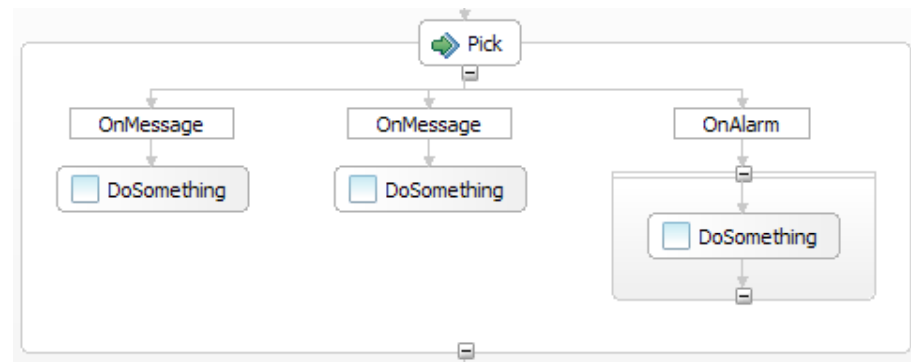 Pick
OnMessage
OnMessage
OnAlarm
DoSomething
DoSomething
DoSomething